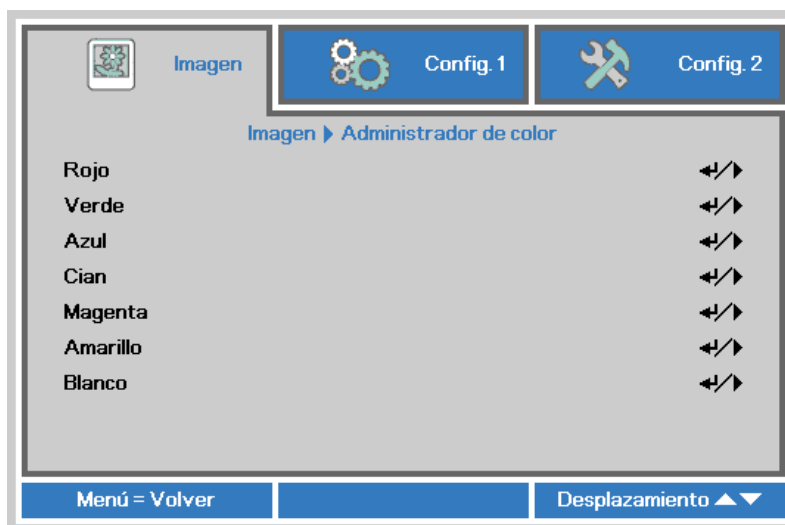 Imagen
Config. 1
Config. 2
Imagen Administrador de color
Rojo
Verde
Azul
Cian
Magenta
Amarillo
Blanco
Menú = Volver
Desplazamiento